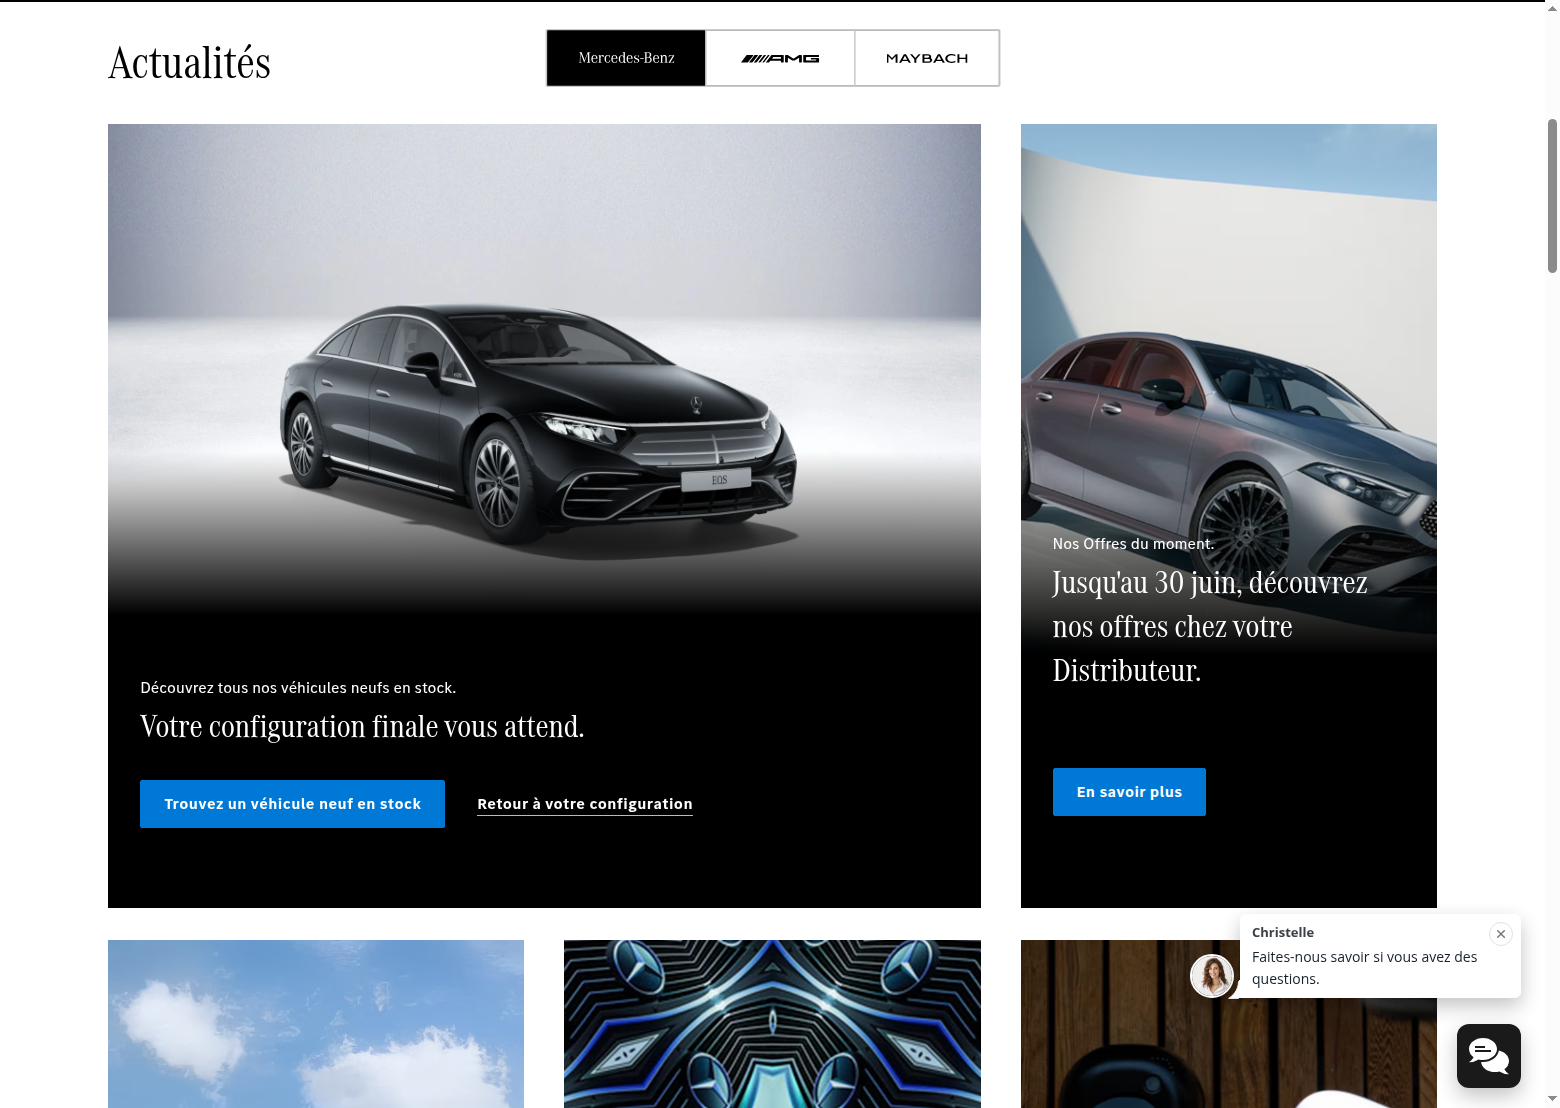 Actualités
Mercedes-Benz
AMG
MAYBACH
EQS
Découvrez tous nos véhicules neufs en stock.
Votre configuration finale vous attend.
Trouvez un véhicule neuf en stock
Retour à votre configuration
Nos Offres du moment.
Jusqu'au 30 juin, découvrez
nos offres chez votre
Distributeur.
En savoir plus
Christelle
Faites-nous savoir si vous avez des
questions.